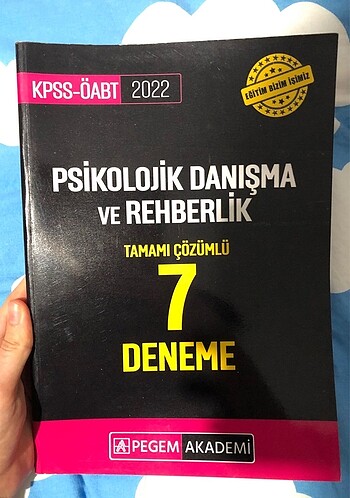 KPSS-ÖABT 2022
EĞİTİM BİZİM İŞİMİZ
PSİKOLOJİK DANIŞMA
VE REHBERLİK
TAMAMI ÇÖZÜMLÜ
7
DENEME
PEGEM AKADEMİ